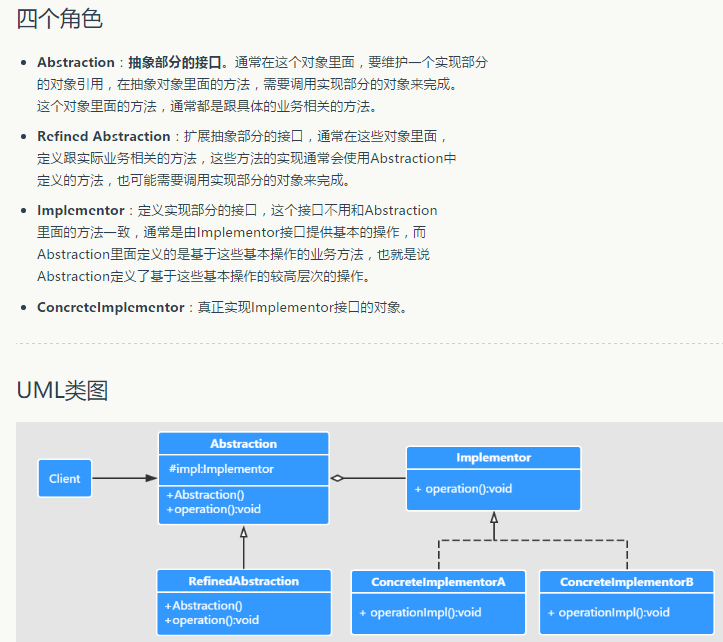 四个角色
Abstraction：抽象部分的接口。通常在这个对象里面，要维护一个实现部分
的对象引用，在抽象对象里面的方法，需要调用实现部分的对象来完成。
这个对象里面的方法，通常都是跟具体的业务相关的方法。
Refined Abstraction：扩展抽象部分的接口，通常在这些对象里面，
定义跟实际业务相关的方法，这些方法的实现通常会使用Abstraction中
定义的方法，也可能需要调用实现部分的对象来完成。
Implementor：定义实现部分的接口，这个接口不用和Abstraction
里面的方法一致，通常是由Implementor接口提供基本的操作，而
Abstraction里面定义的是基于这些基本操作的业务方法，也就是说
Abstraction定义了基于这些基本操作的较高层次的操作。
ConcreteImplementor：真正实现Implementor接口的对象。
UML类图
Client
Abstraction
#impl:Implementor
+Abstraction()
+operation():void
Implementor
+ operation():void
RefinedAbstraction
+Abstraction()
+operation():void
ConcreteImplementorA
+ operationImpl():void
ConcreteImplementorB
+ operationImpl():void